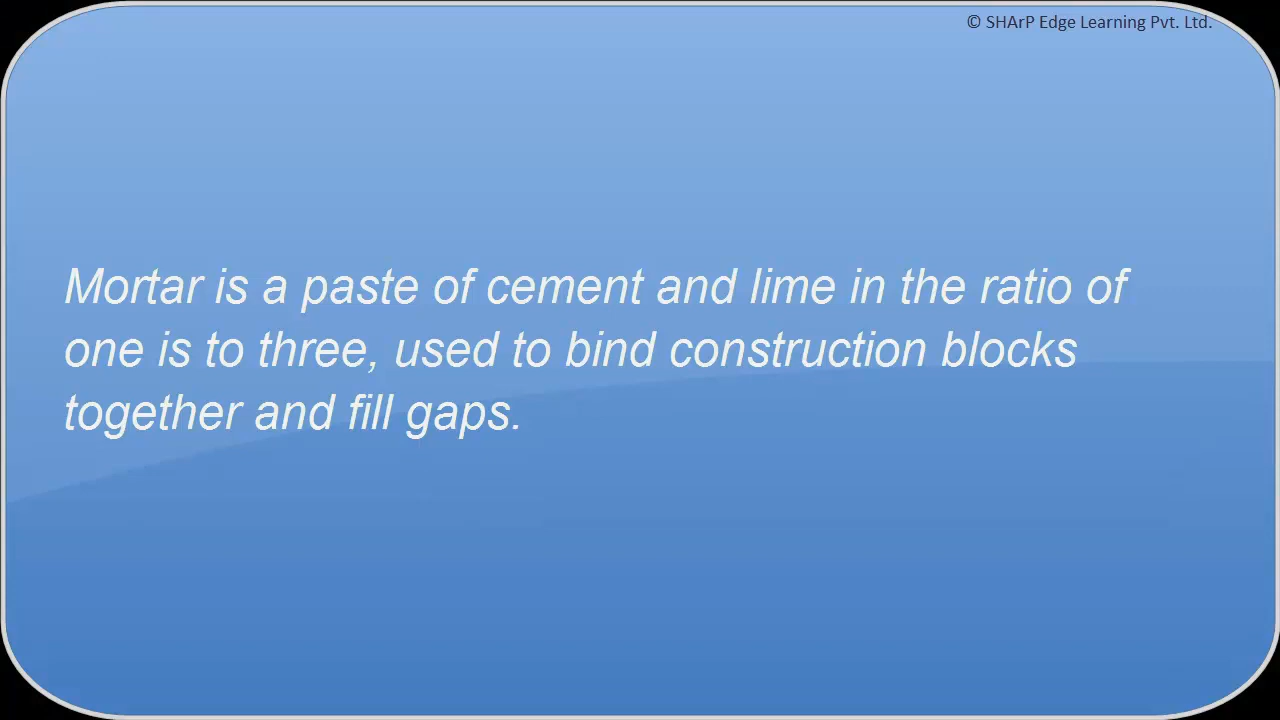 © SHArP Edge Learning Pvt. Ltd.
Mortar is a paste of cement and lime in the ratio of
one is to three, used to bind construction blocks
together and fill gaps.